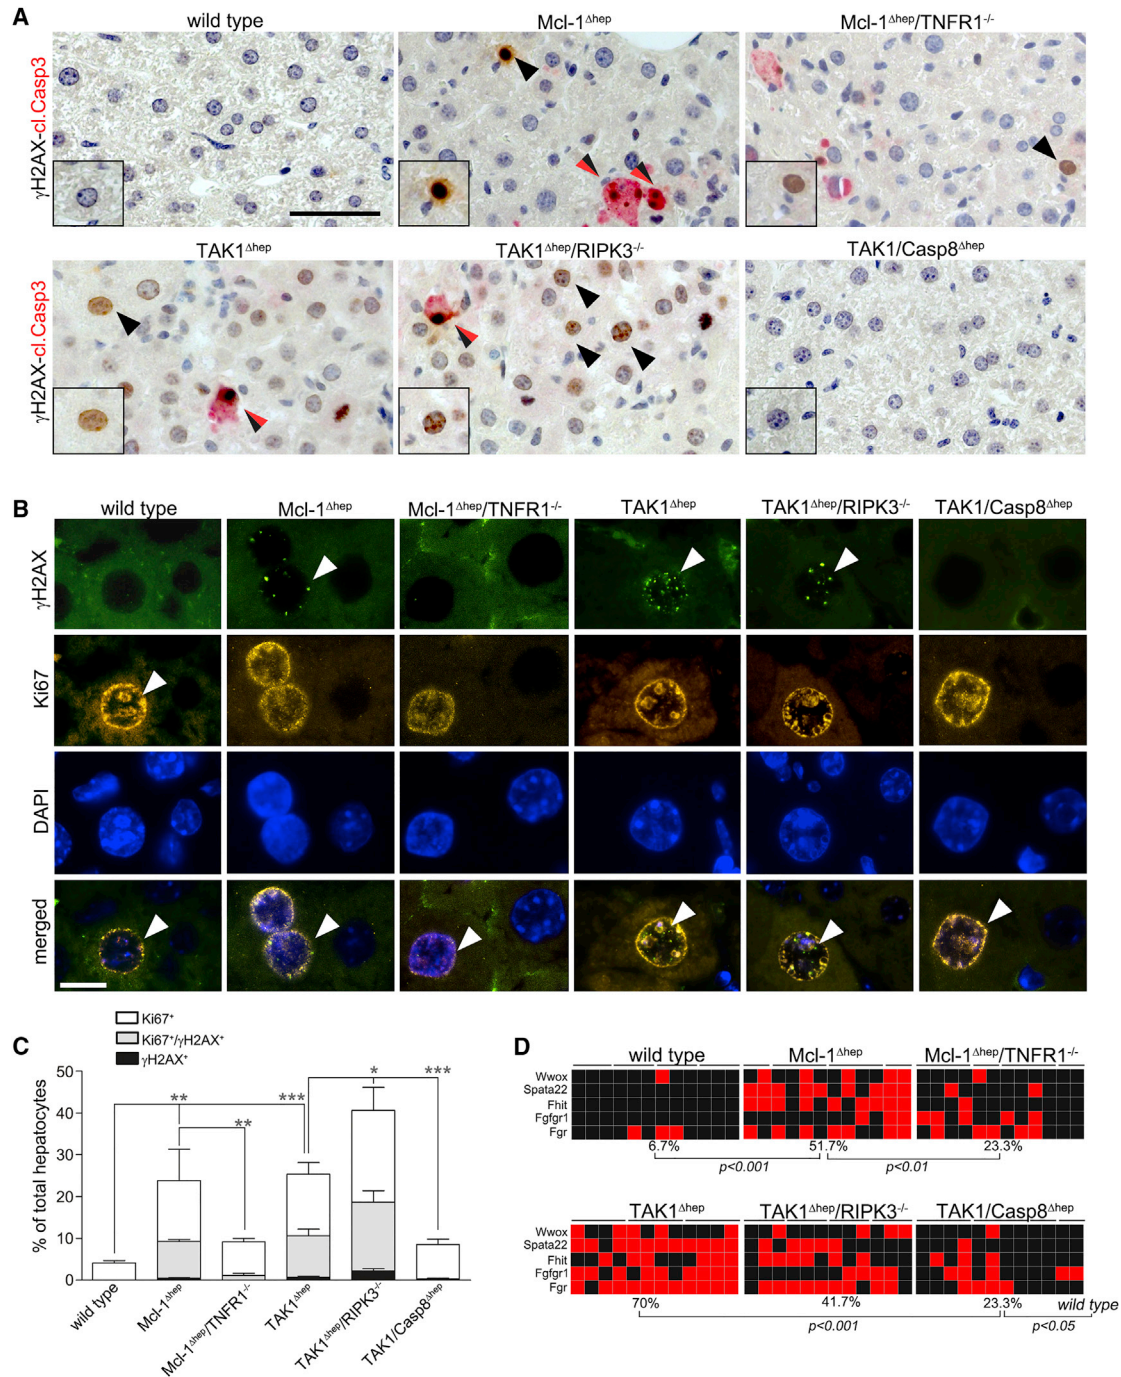 A
wild type
Mcl-1Δhep
Mcl-1Δhep/TNFR1-/-
γH2AX-cl.Casp3
TAK1Δhep
TAK1Δhep/RIPK3-/-
TAK1/Casp8Δhep
γH2AX-cl.Casp3
B
wild type
Mcl-1Δhep
Mcl-1Δhep/TNFR1-/-
TAK1Δhep
TAK1Δhep/RIPK3-/-
TAK1/Casp8Δhep
γH2AX
Ki67
DAPI
merged
C
Ki67+
Ki67+/γH2AX+
γH2AX+
% of total hepatocytes
50
40
30
20
10
0
**
**
***
*
***
wild type
Mcl-1Δhep
Mcl-1Δhep/TNFR1-/-
TAK1Δhep
TAK1Δhep/RIPK3-/-
TAK1/Casp8Δhep
D
wild type
Mcl-1Δhep
Mcl-1Δhep/TNFR1-/-
Wwox
Spata22
Fhit
Fgfgr1
Fgr
6.7%
51.7%
23.3%
p<0.001
p<0.01
TAK1Δhep
TAK1Δhep/RIPK3-/-
TAK1/Casp8Δhep
Wwox
Spata22
Fhit
Fgfgr1
Fgr
70%
41.7%
23.3%
wild type
p<0.001
p<0.05